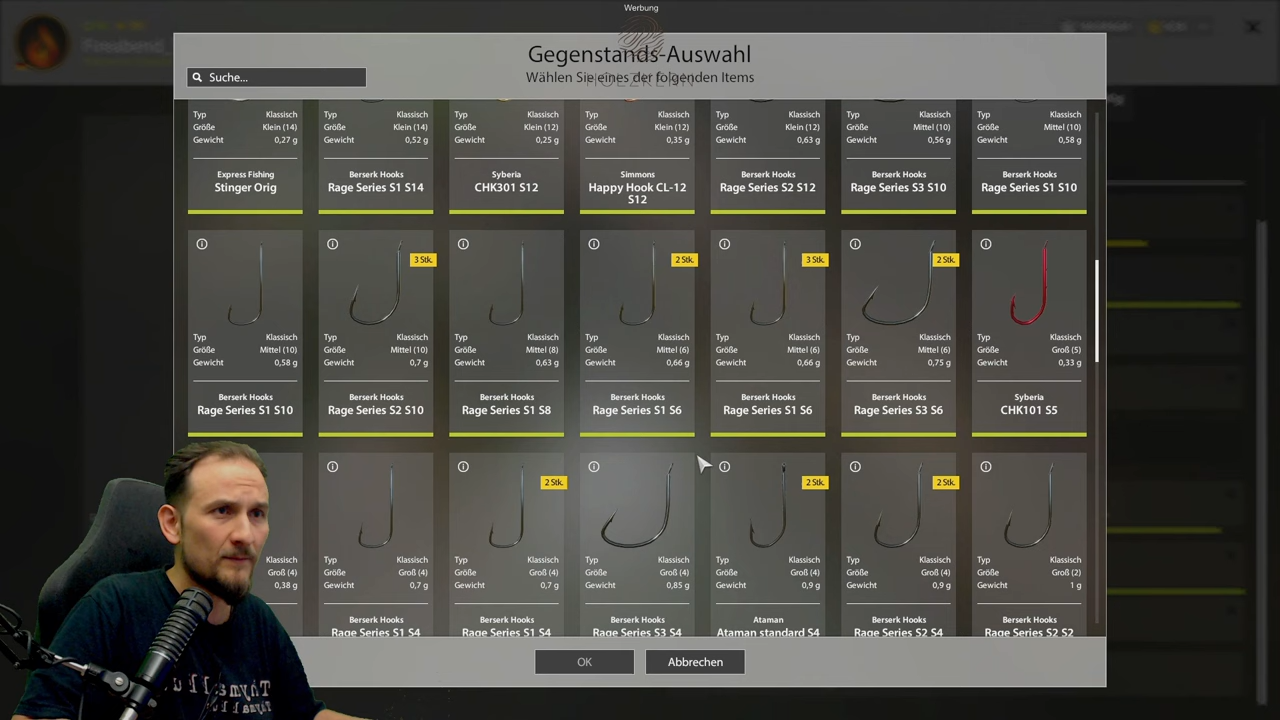 Werbung
Gegenstands-Auswahl
Suche...
Wählen Sie eines der folgenden Items
HOLZKERN
Typ Klassisch Typ Klassisch Typ Klassisch Typ Klassisch Typ Klassisch Typ Klassisch Typ Klassisch
Größe Klein (14) Größe Klein (14) Größe Klein (12) Größe Klein (12) Größe Klein (12) Größe Mittel (10) Größe Mittel (10)
Gewicht 0,27 g Gewicht 0,52 g Gewicht 0,25 g Gewicht 0,35 g Gewicht 0,63 g Gewicht 0,56 g Gewicht 0,58 g
Express Fishing Berserk Hooks Syberia Simmons Berserk Hooks Berserk Hooks Berserk Hooks
Stinger Orig Rage Series S1 S14 CHK301 S12 Happy Hook CL-12 Rage Series S2 S12 Rage Series S3 S10 Rage Series S1 S10
S12
3 Stk. 2 Stk. 3 Stk. 2 Stk.
Typ Klassisch Typ Klassisch Typ Klassisch Typ Klassisch Typ Klassisch Typ Klassisch Typ Klassisch
Größe Mittel (10) Größe Mittel (10) Größe Mittel (8) Größe Mittel (6) Größe Mittel (6) Größe Mittel (6) Größe Groß (5)
Gewicht 0,58 g Gewicht 0,7 g Gewicht 0,63 g Gewicht 0,66 g Gewicht 0,66 g Gewicht 0,75 g Gewicht 0,33 g
Berserk Hooks Berserk Hooks Berserk Hooks Berserk Hooks Berserk Hooks Berserk Hooks Syberia
Rage Series S1 S10 Rage Series S2 S10 Rage Series S1 S8 Rage Series S1 S6 Rage Series S1 S6 Rage Series S3 S6 CHK101 S5
2 Stk. 2 Stk. 2 Stk.
Klassisch Typ Klassisch Typ Klassisch Typ Klassisch Typ Klassisch Typ Klassisch Typ Klassisch
Groß (4) Größe Groß (4) Größe Groß (4) Größe Groß (4) Größe Groß (4) Größe Groß (4) Größe Groß (2)
0,38 g Gewicht 0,7 g Gewicht 0,7 g Gewicht 0,85 g Gewicht 0,9 g Gewicht 0,9 g Gewicht 1 g
Berserk Hooks Berserk Hooks Berserk Hooks Ataman Berserk Hooks Berserk Hooks
Rage Series S1 S4 Rage Series S1 S4 Rage Series S3 S4 Ataman standard S4 Rage Series S2 S4 Rage Series S2 S2
OK Abbrechen